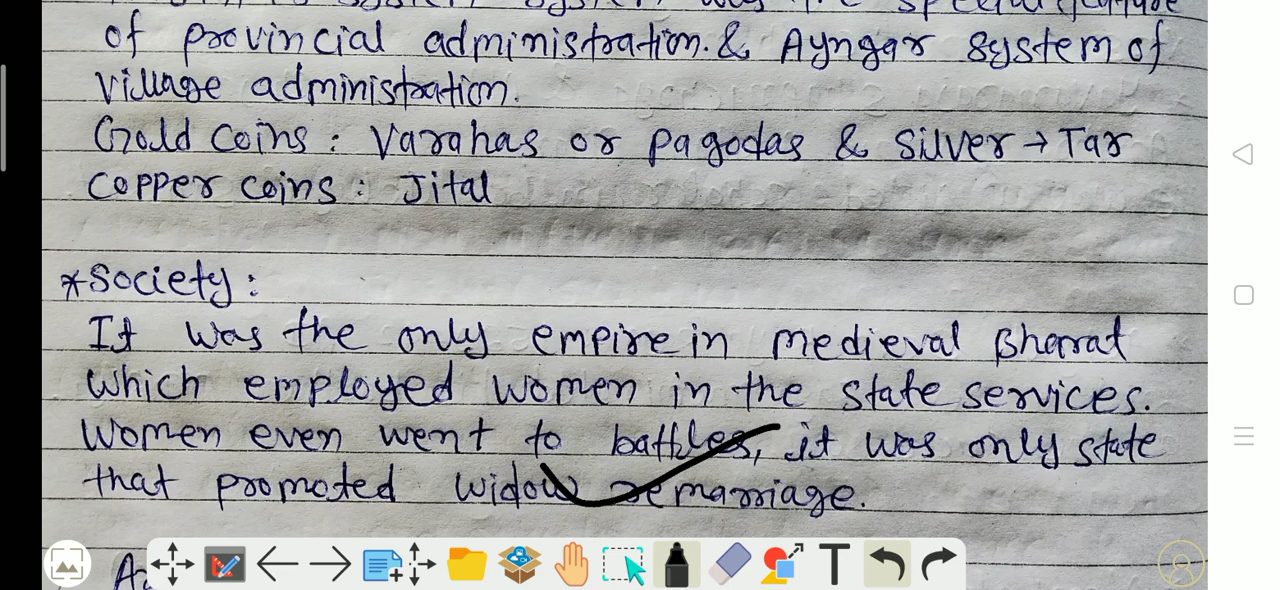 of provincial administration. & Ayngar system of
village administration.
Gold coins : Varahas or pagodas & Silver → Tar
Copper coins : Jital
*Society :
It was the only empire in medieval Bharat
which employed women in the state services.
Women even went to battles, it was only state
that promoted widow remarriage.
T